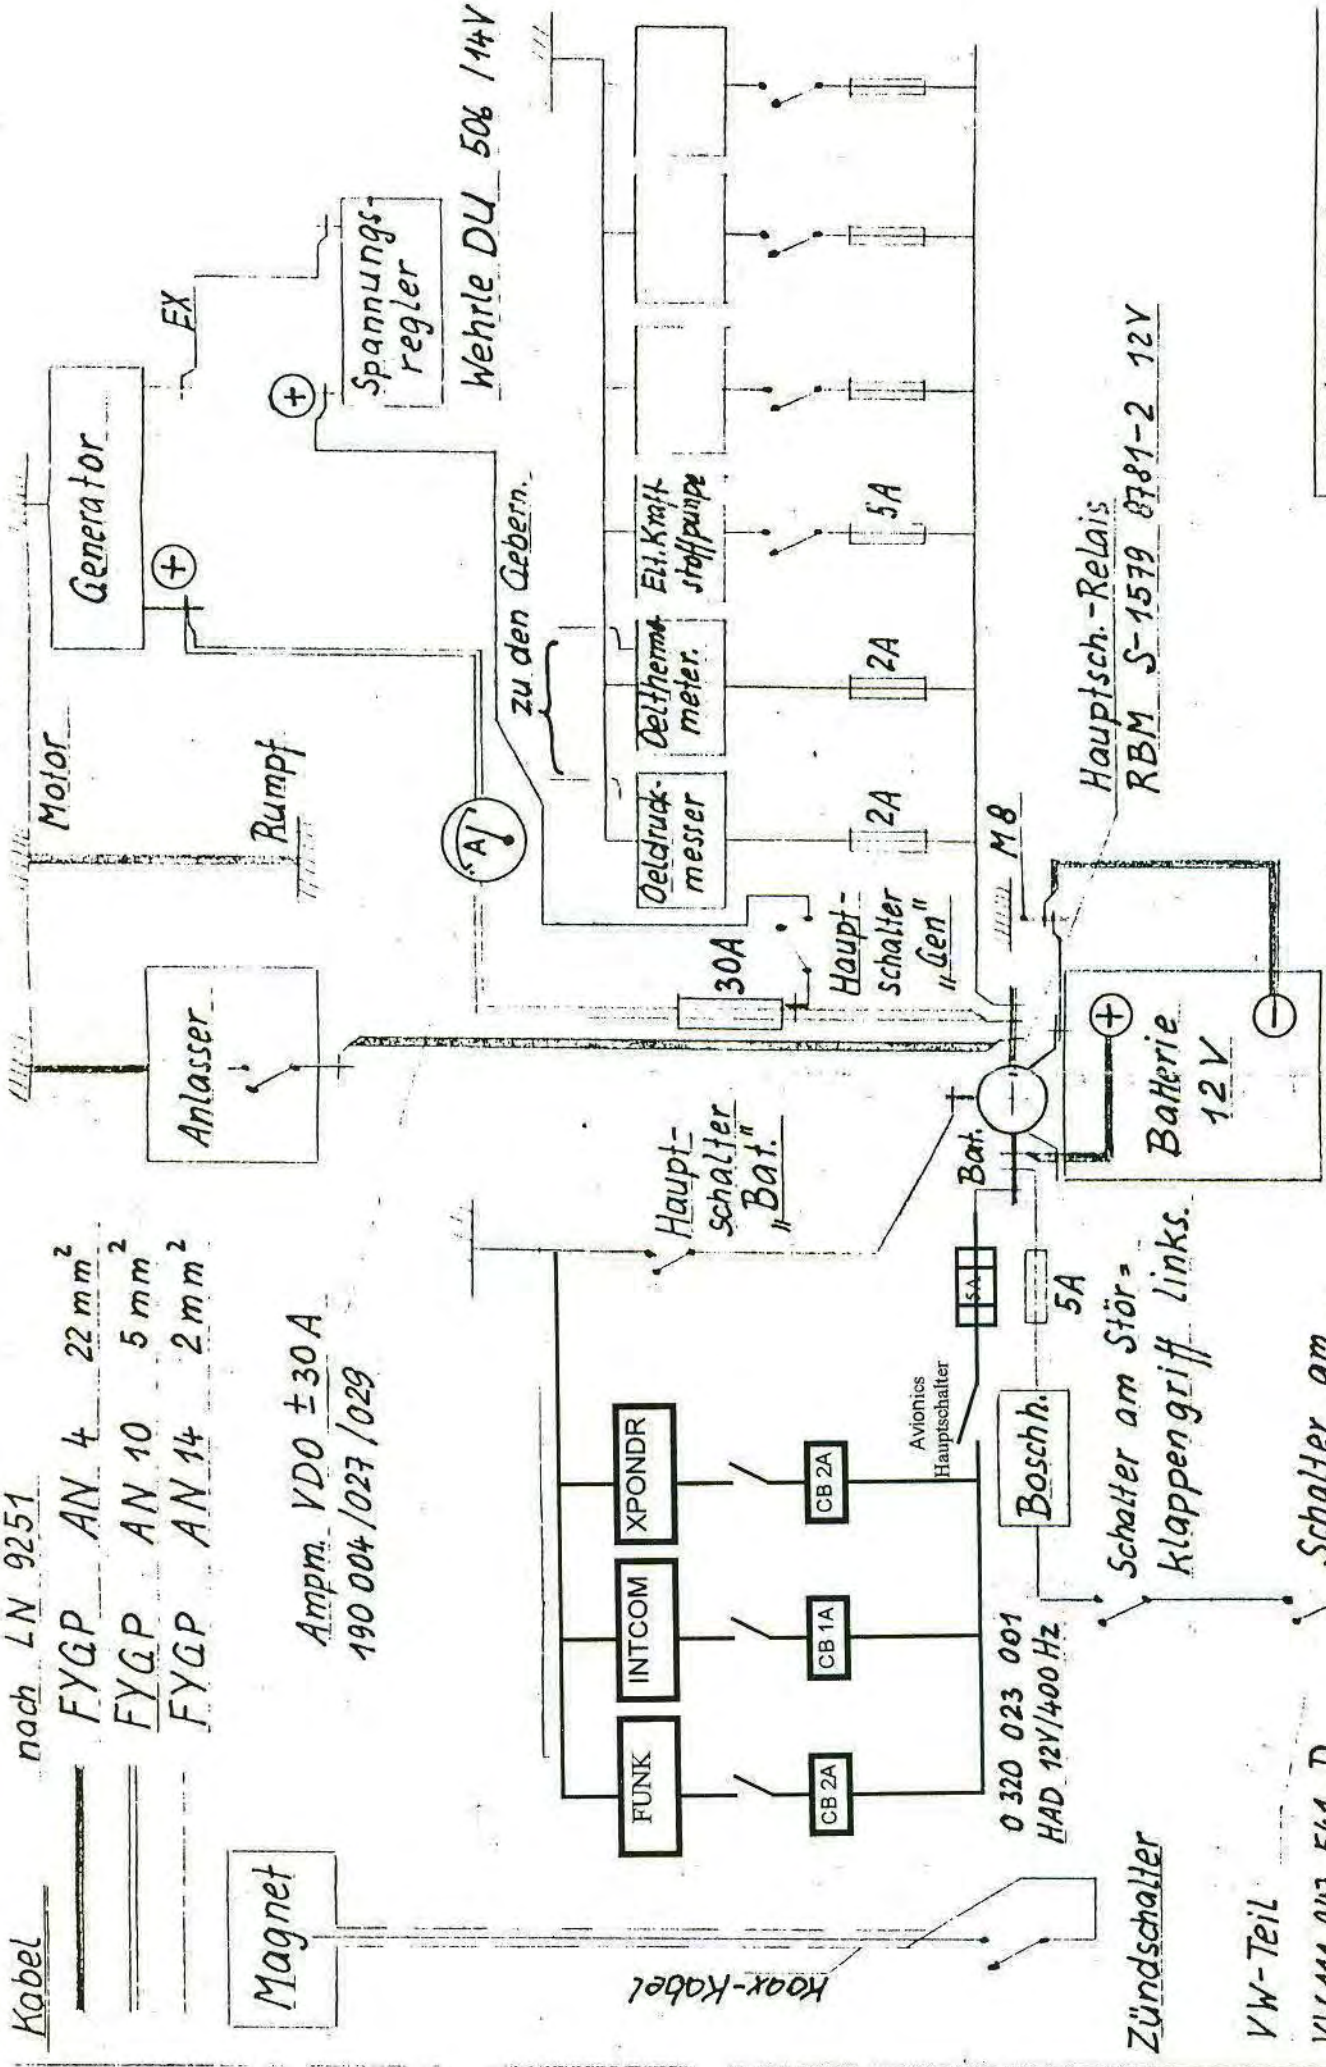 Kabel
nach LN 9251
FYGP AN 4 22 mm²
FYGP AN 10 5 mm²
FYGP AN 14 2 mm²
Ampm. VDO ± 30 A
190 004 / 027 / 029
Magnet
Koax-Kabel
Zündschalter
VW-Teil
Anlasser
Motor
Rumpf
Generator
+
EX
+
Spannungs-
regler
Wehrle DU 506 / 14V
A
zu den Gebern.
Oeldruck-
messer
Oelthermo-
meter.
Elt. Kraft-
stoffpumpe
2A
2A
5A
30A
Haupt-
schalter
„Gen"
Haupt-
schalter
„Bat."
M 8
Hauptsch.-Relais
RBM S-1579 8781-2 12V
Bat.
+
−
Batterie
12V
FUNK
INTCOM
XPONDR
CB 2A
CB 1A
CB 2A
Avionics
Hauptschalter
5A
5A
Boschh.
0 320 023 001
HAD 12V/400 Hz
Schalter am Stör=
klappengriff links.
Schalter am